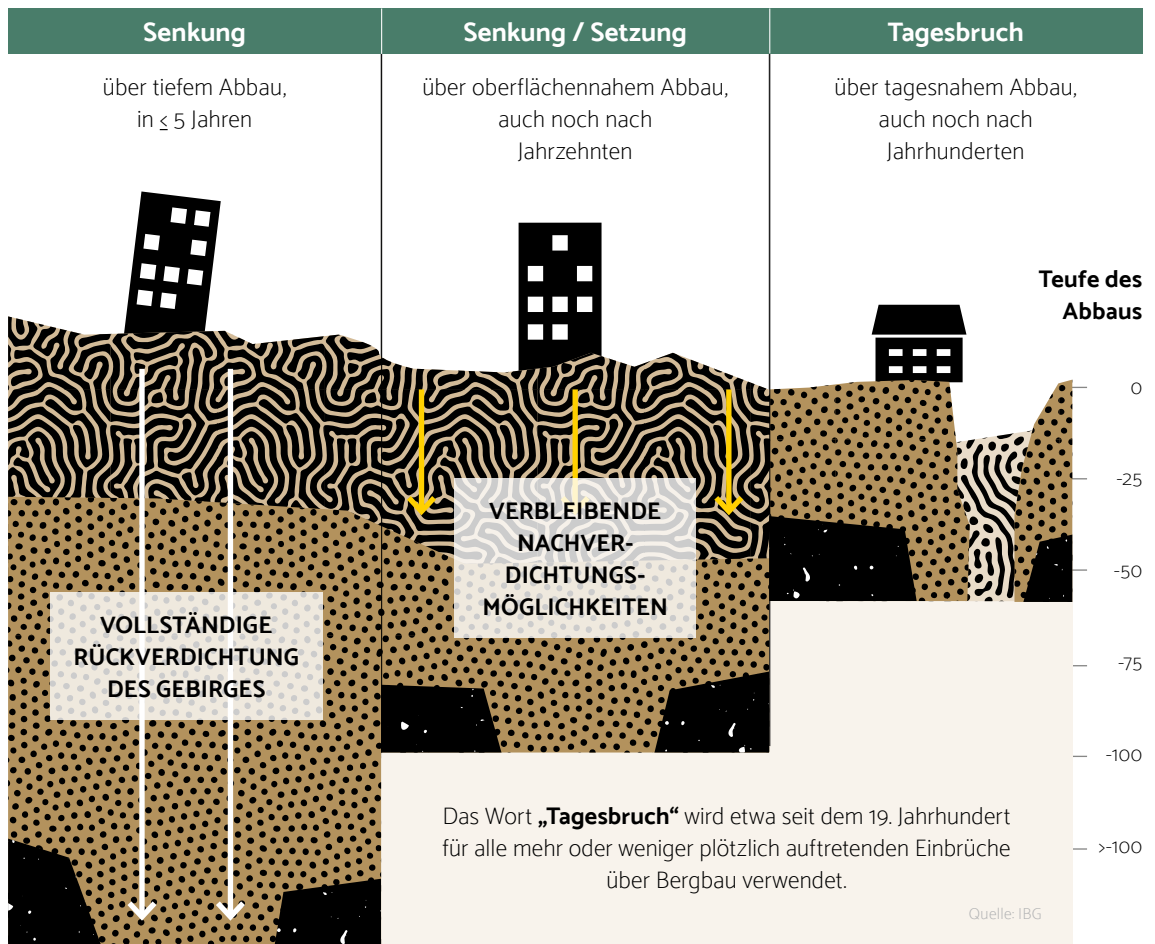 Senkung
Senkung / Setzung
Tagesbruch
über tiefem Abbau,
in ≤ 5 Jahren
über oberflächennahem Abbau,
auch noch nach
Jahrzehnten
über tagesnahem Abbau,
auch noch nach
Jahrhunderten
Teufe des
Abbaus
0
-25
-50
-75
-100
>-100
VERBLEIBENDE
NACHVER-
DICHTUNGS-
MÖGLICHKEITEN
VOLLSTÄNDIGE
RÜCKVERDICHTUNG
DES GEBIRGES
Das Wort „Tagesbruch“ wird etwa seit dem 19. Jahrhundert
für alle mehr oder weniger plötzlich auftretenden Einbrüche
über Bergbau verwendet.
Quelle: IBG